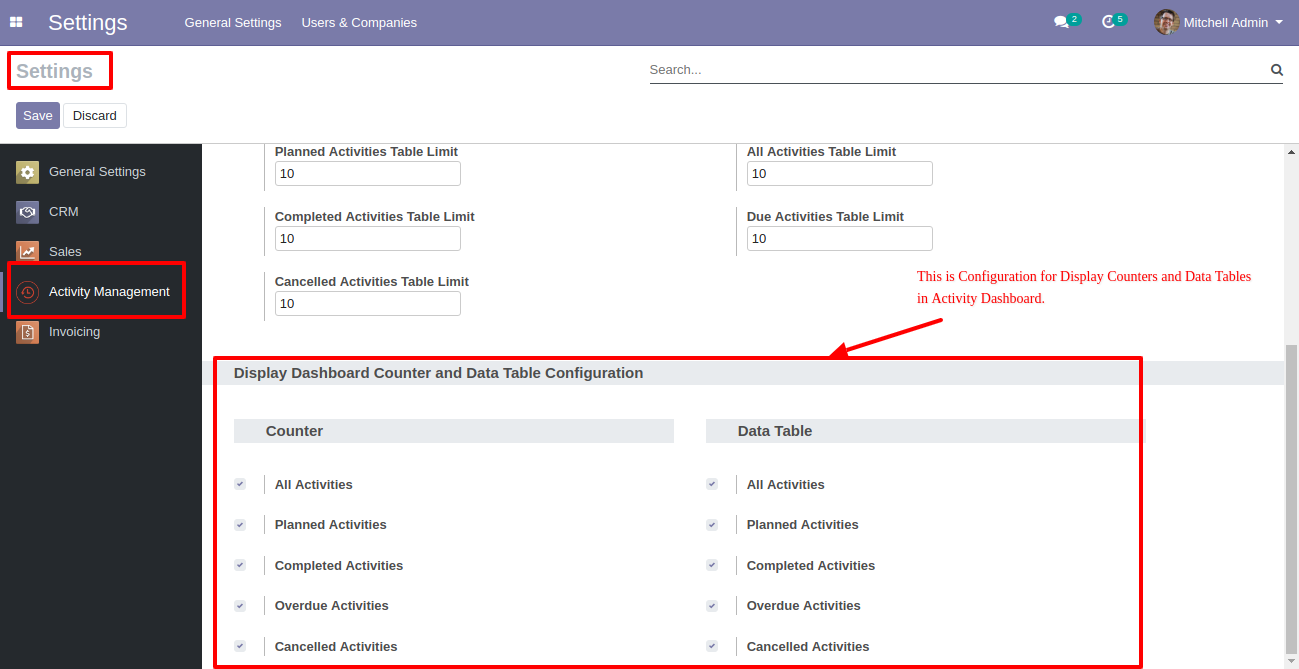 Settings General Settings Users & Companies 2 5 Mitchell Admin
Settings
Search...
Save Discard
General Settings
CRM
Sales
Activity Management
Invoicing
Planned Activities Table Limit All Activities Table Limit
10 10
Completed Activities Table Limit Due Activities Table Limit
10 10
Cancelled Activities Table Limit
10
This is Configuration for Display Counters and Data Tables
in Activity Dashboard.
Display Dashboard Counter and Data Table Configuration
Counter Data Table
All Activities All Activities
Planned Activities Planned Activities
Completed Activities Completed Activities
Overdue Activities Overdue Activities
Cancelled Activities Cancelled Activities